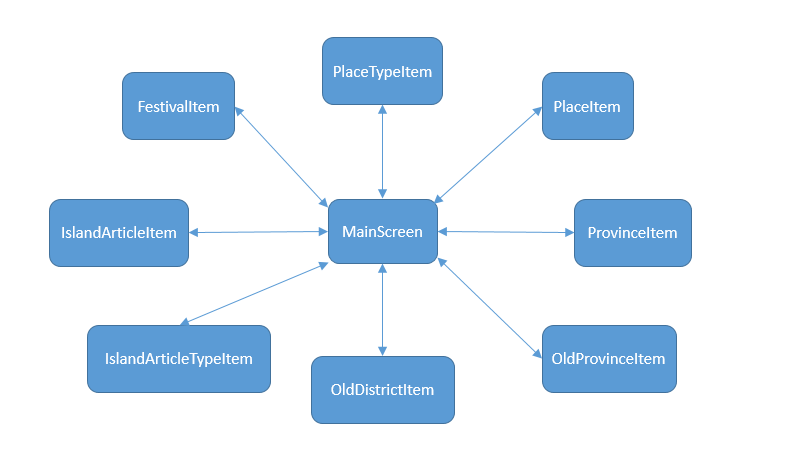 PlaceTypeItem
FestivalItem
PlaceItem
IslandArticleItem
MainScreen
ProvinceItem
IslandArticleTypeItem
OldDistrictItem
OldProvinceItem